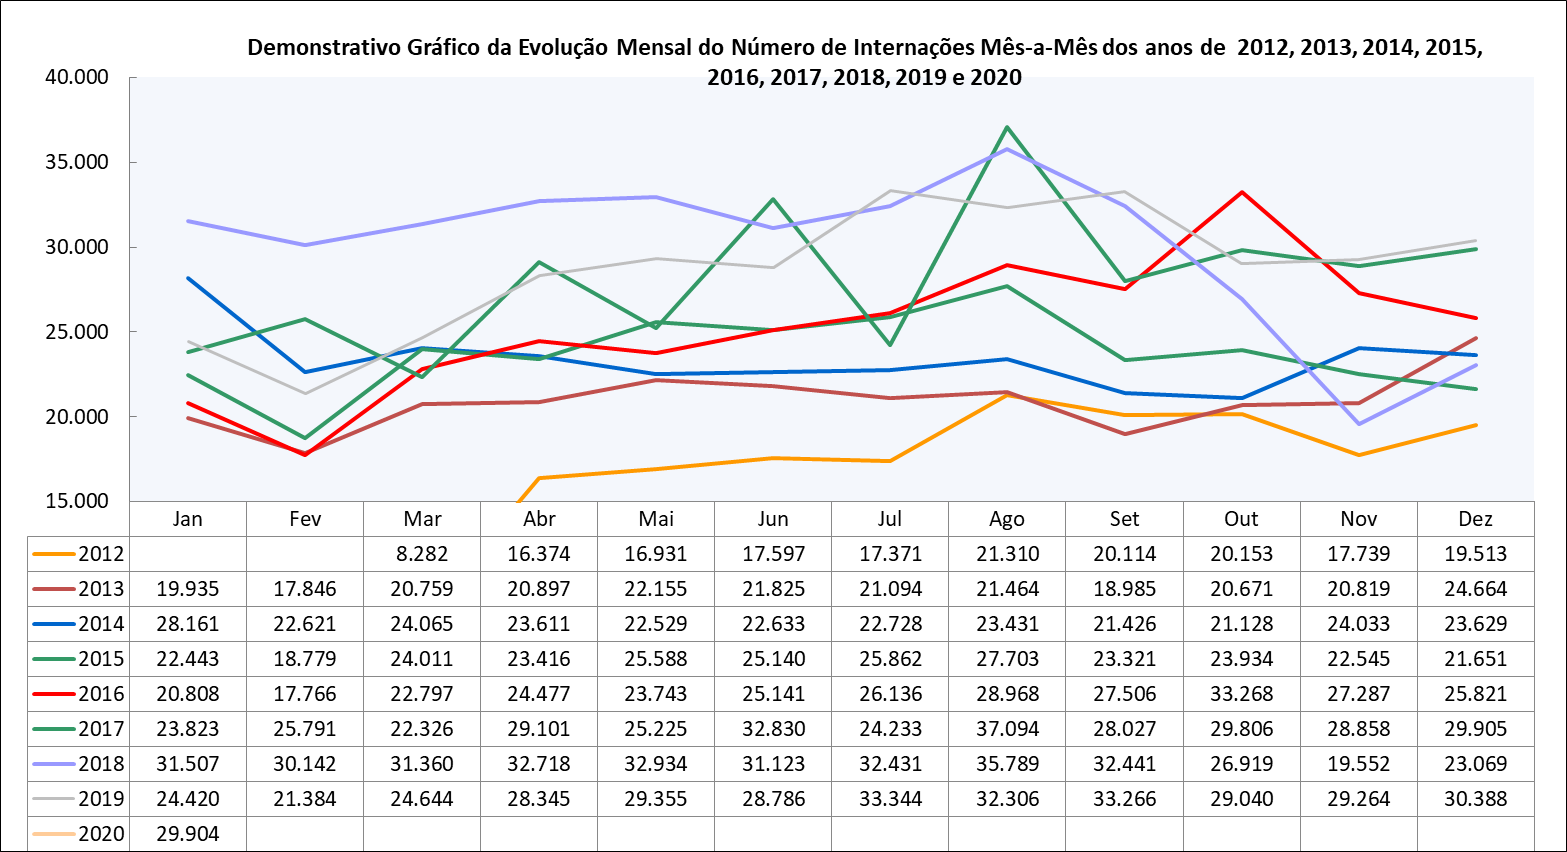 Demonstrativo Gráfico da Evolução Mensal do Número de Internações Mês-a-Mês dos anos de 2012, 2013, 2014, 2015,
2016, 2017, 2018, 2019 e 2020
40.000
35.000
30.000
25.000
20.000
15.000
Jan Fev Mar Abr Mai Jun Jul Ago Set Out Nov Dez
2012 8.282 16.374 16.931 17.597 17.371 21.310 20.114 20.153 17.739 19.513
2013 19.935 17.846 20.759 20.897 22.155 21.825 21.094 21.464 18.985 20.671 20.819 24.664
2014 28.161 22.621 24.065 23.611 22.529 22.633 22.728 23.431 21.426 21.128 24.033 23.629
2015 22.443 18.779 24.011 23.416 25.588 25.140 25.862 27.703 23.321 23.934 22.545 21.651
2016 20.808 17.766 22.797 24.477 23.743 25.141 26.136 28.968 27.506 33.268 27.287 25.821
2017 23.823 25.791 22.326 29.101 25.225 32.830 24.233 37.094 28.027 29.806 28.858 29.905
2018 31.507 30.142 31.360 32.718 32.934 31.123 32.431 35.789 32.441 26.919 19.552 23.069
2019 24.420 21.384 24.644 28.345 29.355 28.786 33.344 32.306 33.266 29.040 29.264 30.388
2020 29.904